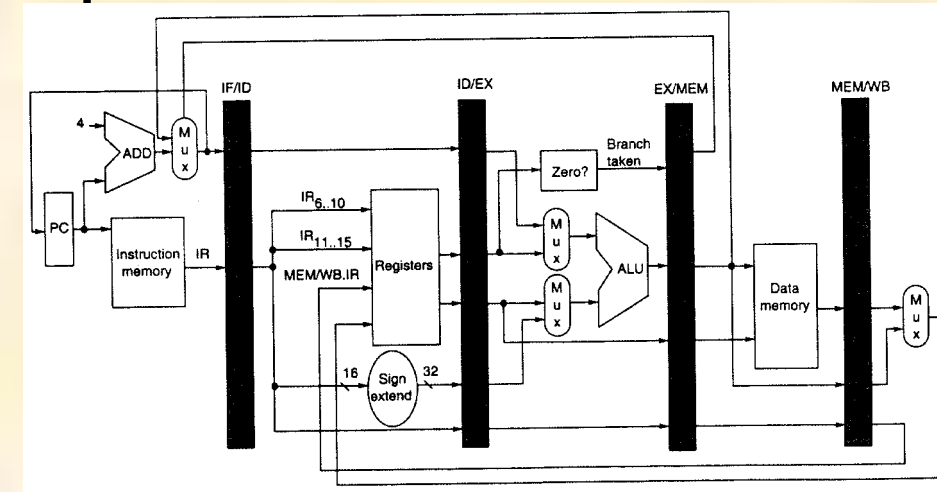 IF/ID
ID/EX
EX/MEM
MEM/WB
4
ADD
M
u
x
Branch
taken
Zero?
PC
Instruction
memory
IR
IR6..10
IR11..15
MEM/WB.IR
Registers
M
u
x
M
u
x
ALU
Data
memory
M
u
x
16
Sign
extend
32